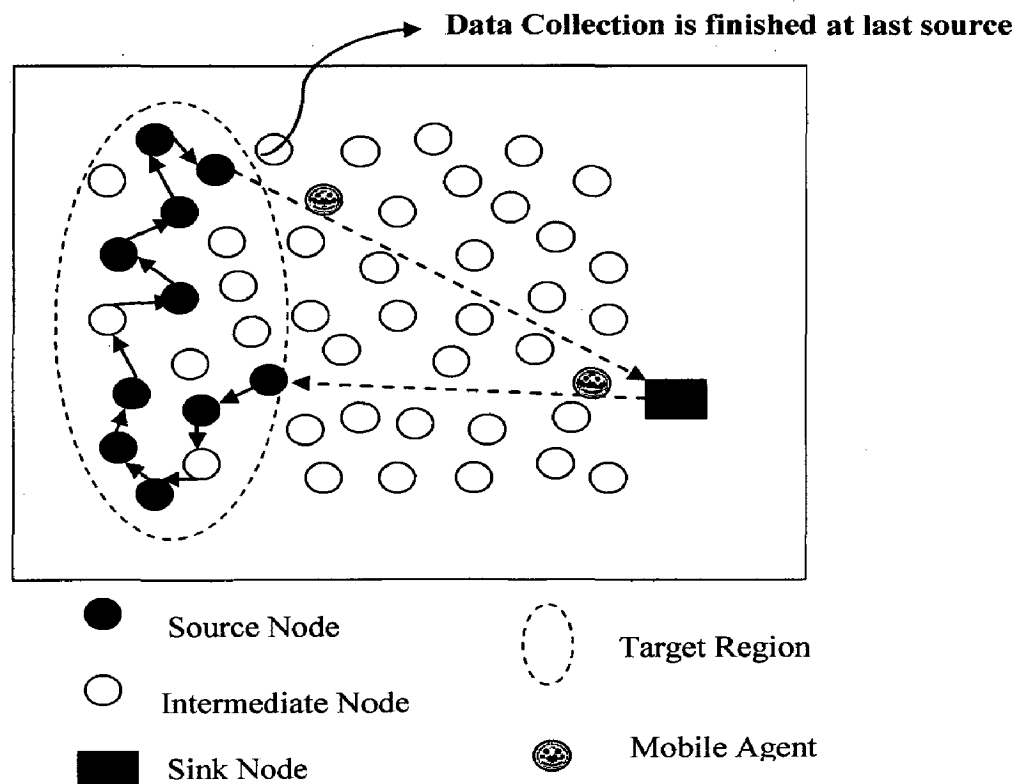 Data Collection is finished at last source
Source Node
Target Region
Intermediate Node
Mobile Agent
Sink Node